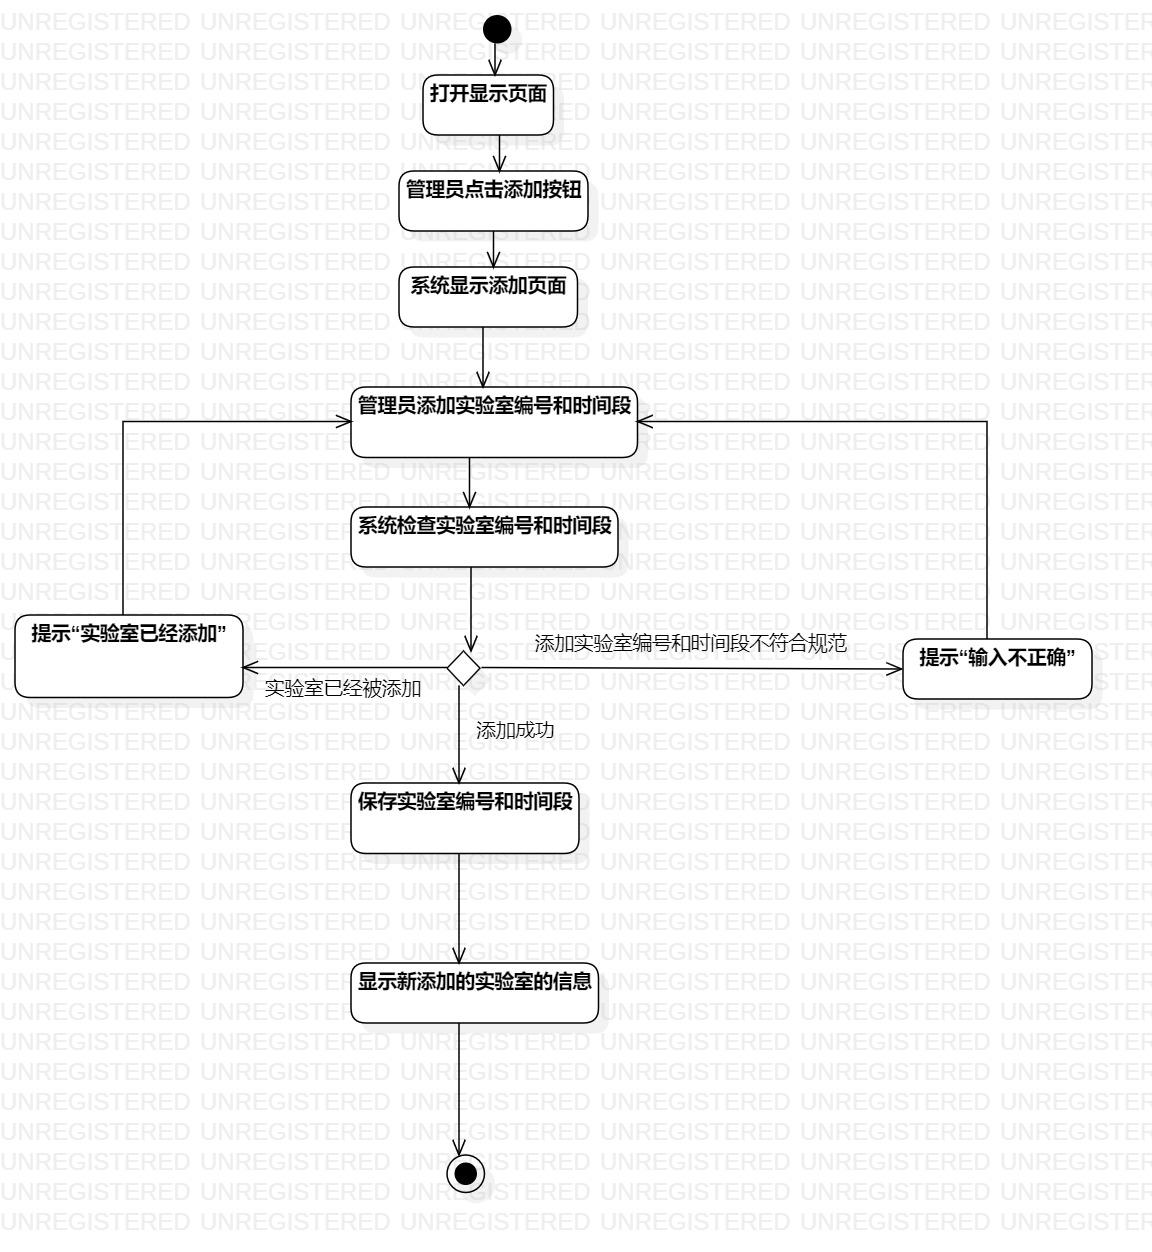 打开显示页面
管理员点击添加按钮
系统显示添加页面
管理员添加实验室编号和时间段
系统检查实验室编号和时间段
提示“实验室已经添加”
添加实验室编号和时间段不符合规范
提示“输入不正确”
实验室已经被添加
添加成功
保存实验室编号和时间段
显示新添加的实验室的信息
UNREGISTERED